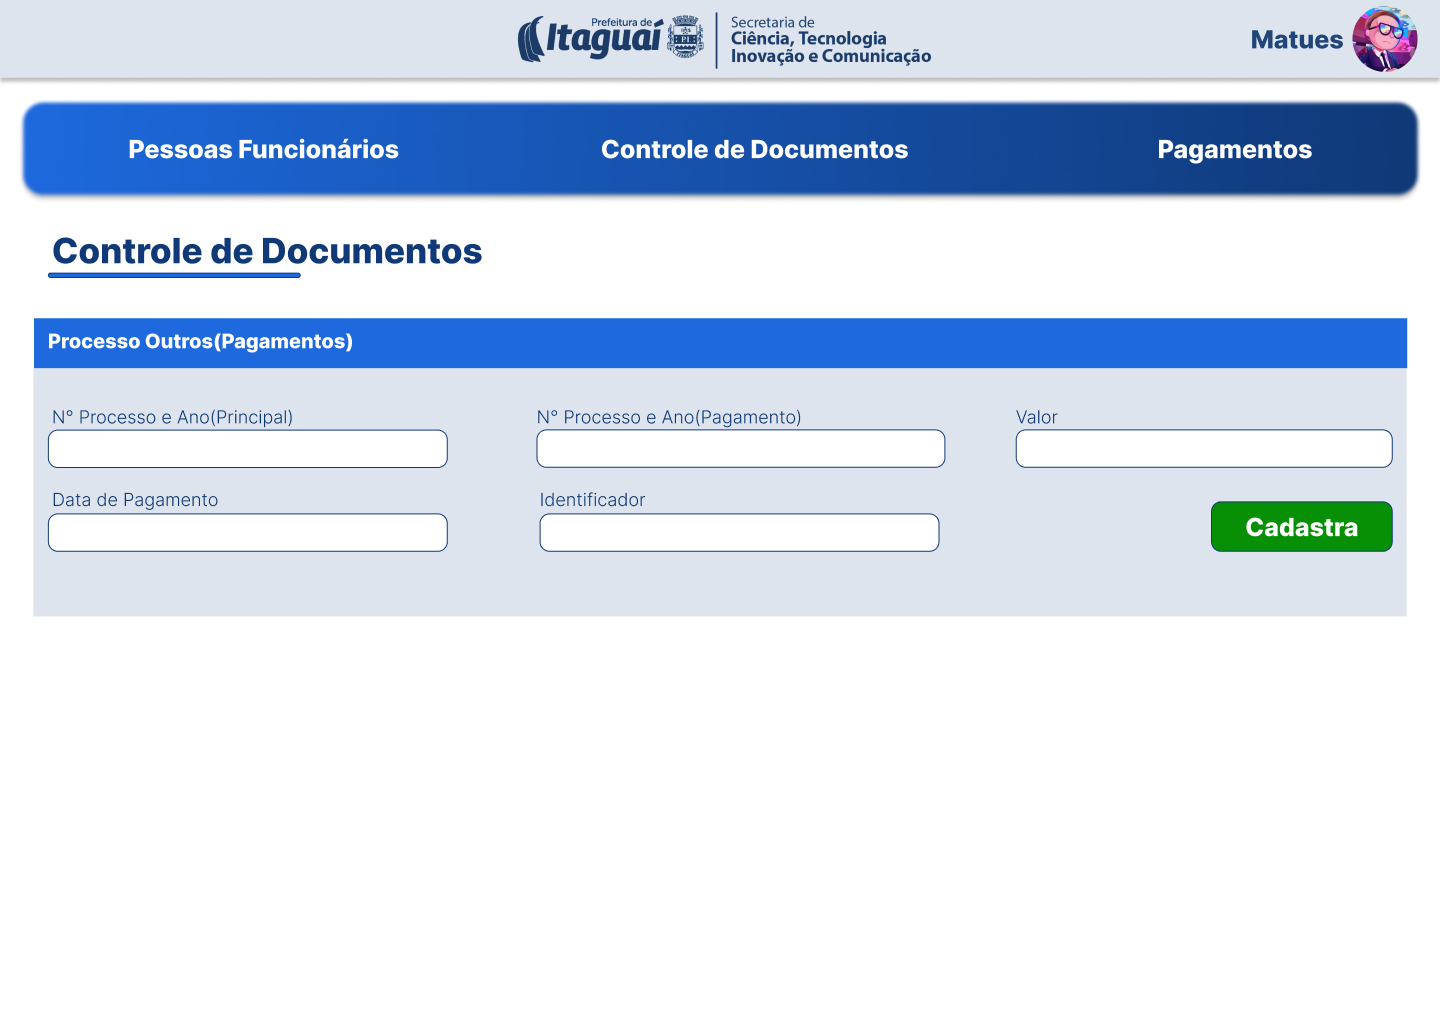 Prefeitura de
Itaguaí
Secretaria de
Ciência, Tecnologia
Inovação e Comunicação
Matues
Pessoas Funcionários
Controle de Documentos
Pagamentos
Controle de Documentos
Processo Outros(Pagamentos)
N° Processo e Ano(Principal)
N° Processo e Ano(Pagamento)
Valor
Data de Pagamento
Identificador
Cadastra